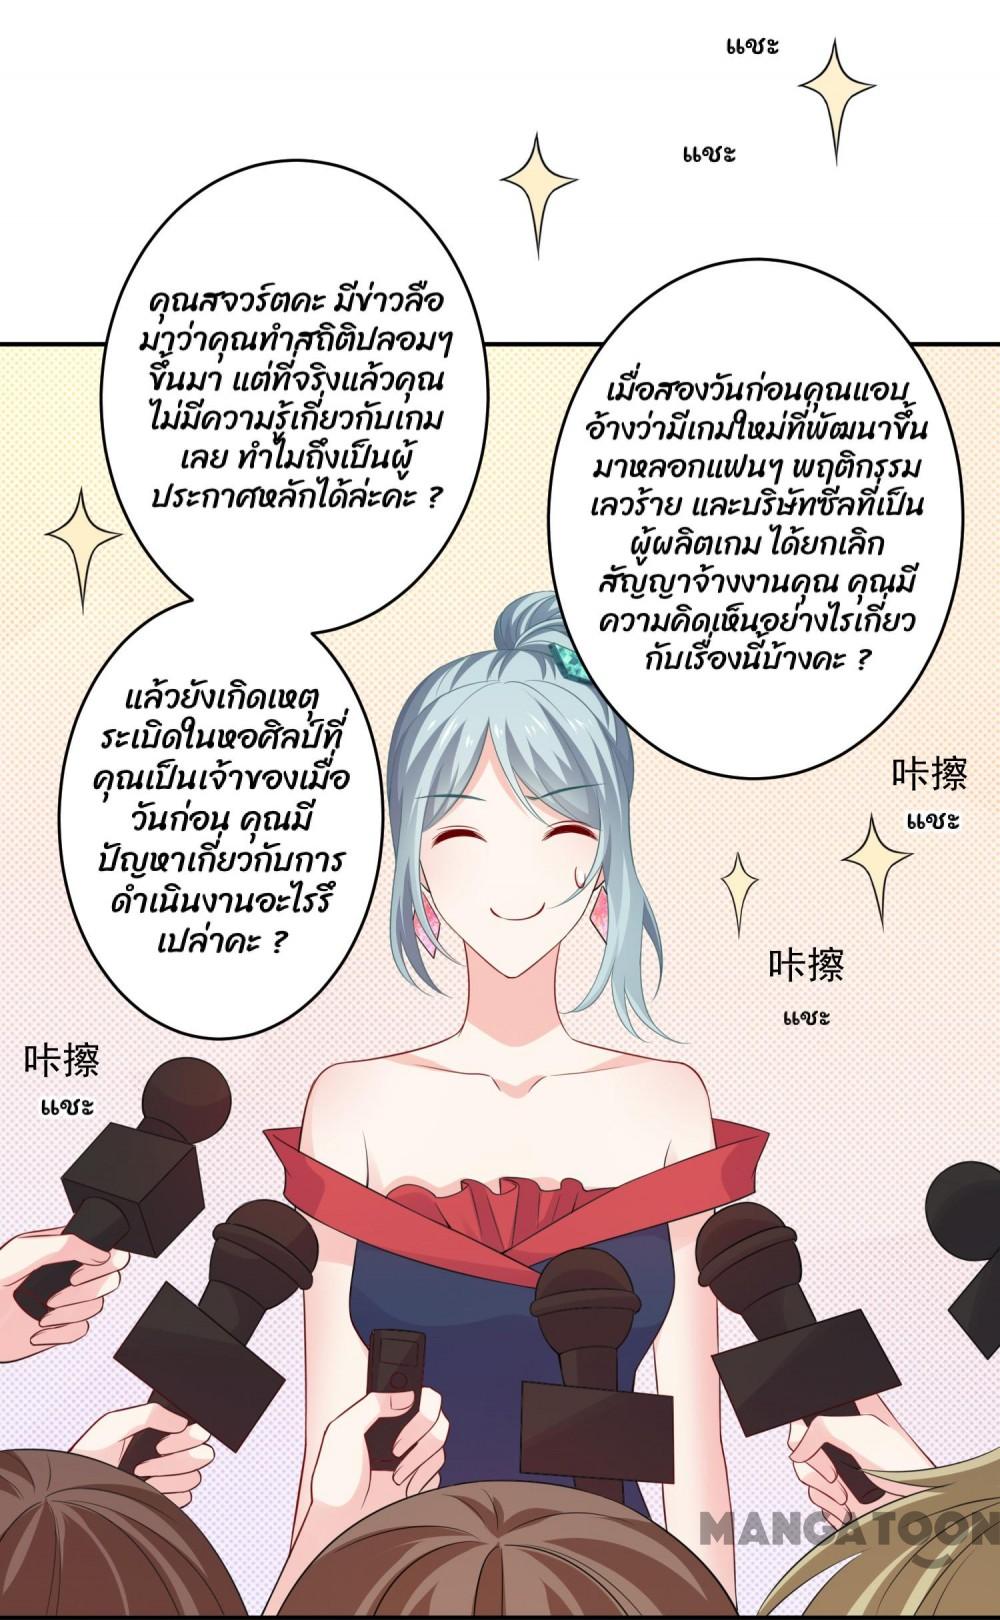 แชะ
แชะ
คุณสจวร์ตคะ มีข่าวลือ
มาว่าคุณทำสถิติปลอมๆ
ขึ้นมา แต่ที่จริงแล้วคุณ
ไม่มีความรู้เกี่ยวกับเกม
เลย ทำไมถึงเป็นผู้
ประกาศหลักได้ล่ะคะ ?
เมื่อสองวันก่อนคุณแอบ
อ้างว่ามีเกมใหม่ที่พัฒนาขึ้น
มาหลอกแฟนๆ พฤติกรรม
เลวร้าย และบริษัทซีลที่เป็น
ผู้ผลิตเกม ได้ยกเลิก
สัญญาจ้างงานคุณ คุณมี
ความคิดเห็นอย่างไรเกี่ยว
กับเรื่องนี้บ้างคะ ?
แล้วยังเกิดเหตุ
ระเบิดในหอศิลป์ที่
คุณเป็นเจ้าของเมื่อ
วันก่อน คุณมี
ปัญหาเกี่ยวกับการ
ดำเนินงานอะไรรึ
เปล่าคะ ?
咔擦
แชะ
咔擦
แชะ
咔擦
แชะ
MANGATOON